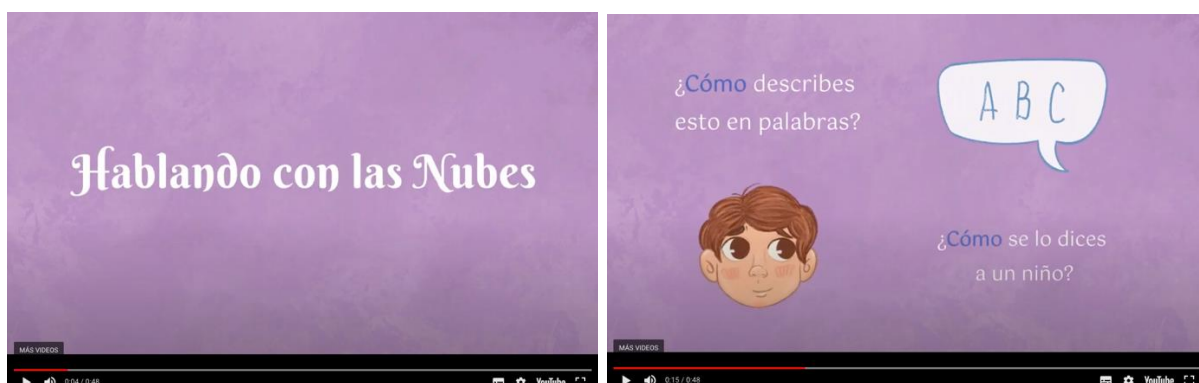 Hablando con las Nubes
MÁS VIDEOS
0:04 / 0:48
YouTube
¿Cómo describes
esto en palabras?
A B C
¿Cómo se lo dices
a un niño?
MÁS VIDEOS
0:15 / 0:48
YouTube